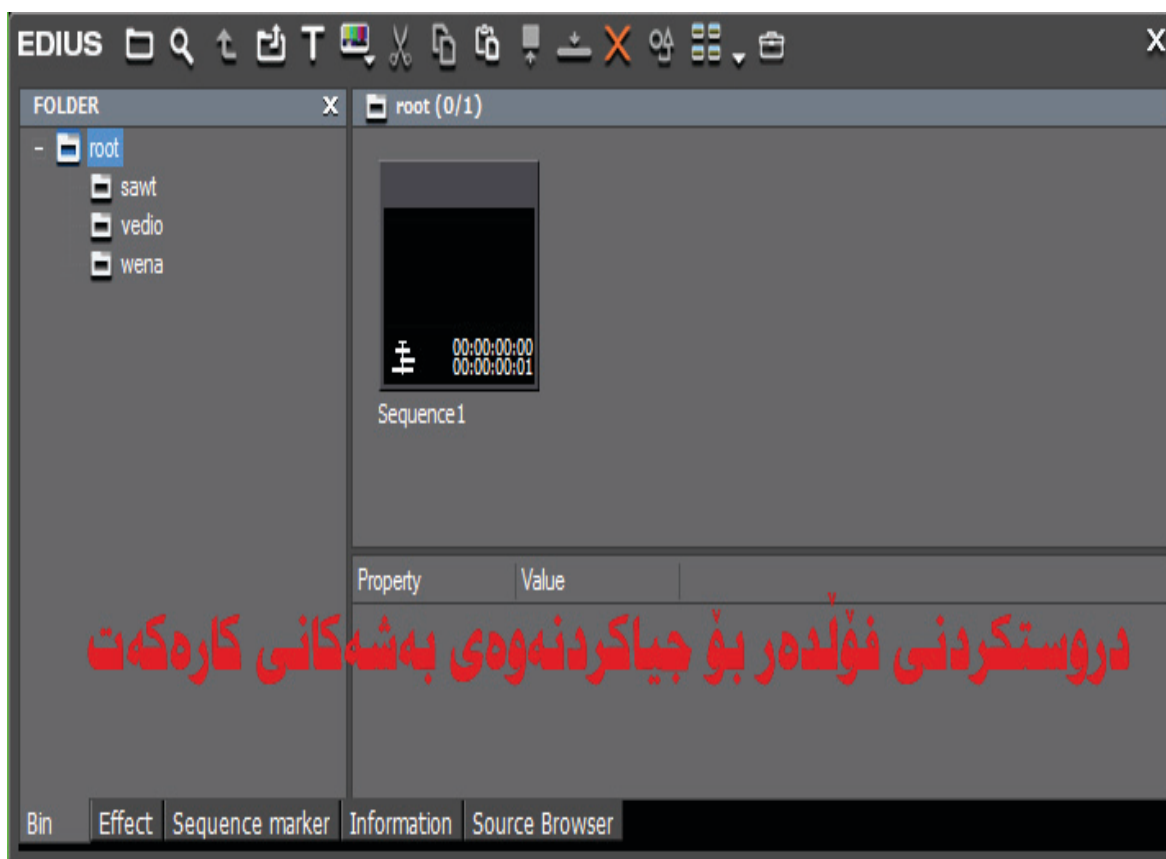 EDIUS
FOLDER
root (0/1)
root
sawt
vedio
wena
00:00:00:00
00:00:00:01
Sequence1
Property Value
دروستکردنی فۆڵدەر بۆ جیاکردنەوەی بەشەکانی کارەکەت
Bin Effect Sequence marker Information Source Browser